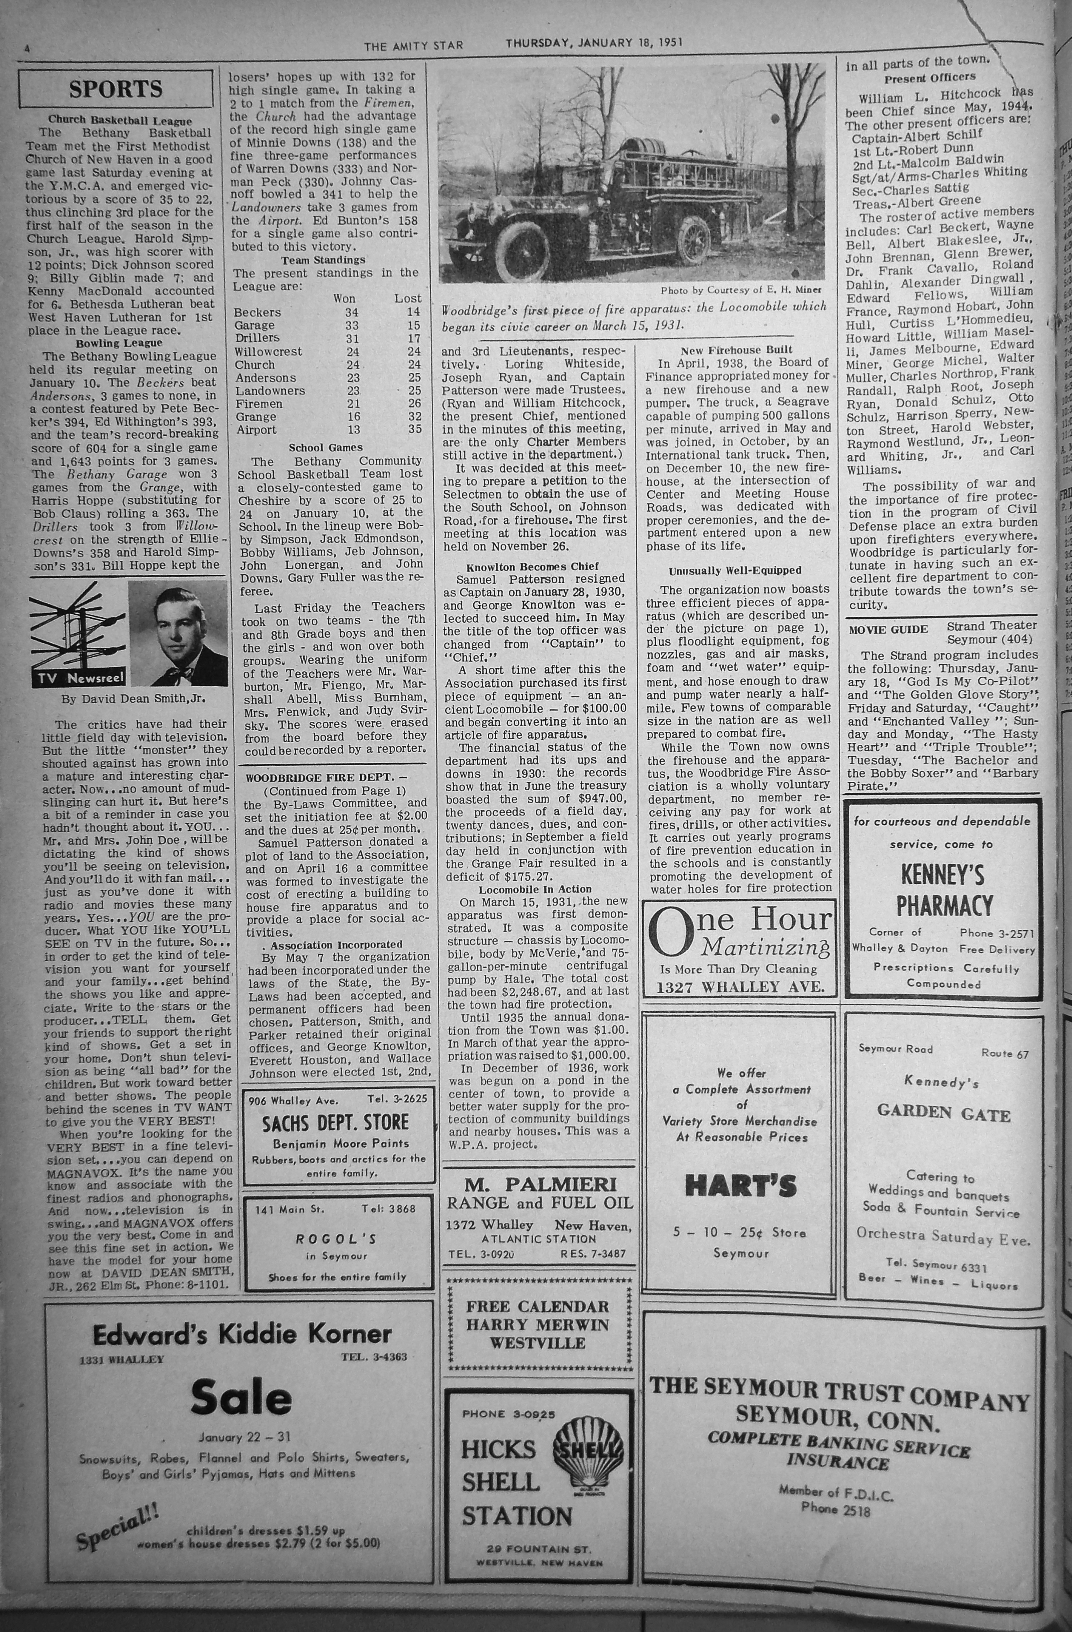 4
THE AMITY STAR THURSDAY, JANUARY 18, 1951
SPORTS
Church Basketball League
The Bethany Basketball
Team met the First Methodist
Church of New Haven in a good
game last Saturday evening at
the Y.M.C.A. and emerged vic-
torious by a score of 35 to 22,
thus clinching 3rd place for the
first half of the season in the
Church League. Harold Simp-
son, Jr., was high scorer with
12 points; Dick Johnson scored
9; Billy Giblin made 7; and
Kenny MacDonald accounted
for 6. Bethesda Lutheran beat
West Haven Lutheran for 1st
place in the League race.
Bowling League
The Bethany Bowling League
held its regular meeting on
January 10. The Beckers beat
Andersons, 3 games to none, in
a contest featured by Pete Bec-
ker's 394, Ed Withington's 393,
and the team's record-breaking
score of 604 for a single game
and 1,643 points for 3 games.
The Bethany Garage won 3
games from the Grange, with
Harris Hoppe (substituting for
Bob Claus) rolling a 363. The
Drillers took 3 from Willow-
crest on the strength of Ellie
Downs's 358 and Harold Simp-
son's 331. Bill Hoppe kept the
TV Newsreel
By David Dean Smith, Jr.
The critics have had their
little field day with television.
But the little "monster" they
shouted against has grown into
a mature and interesting char-
acter. Now...no amount of mud-
slinging can hurt it. But here's
a bit of a reminder in case you
hadn't thought about it. YOU...
Mr. and Mrs. John Doe, will be
dictating the kind of shows
you'll be seeing on television.
And you'll do it with fan mail...
just as you've done it with
radio and movies these many
years. Yes...YOU are the pro-
ducer. What YOU like YOU'LL
SEE on TV in the future. So...
in order to get the kind of tele-
vision you want for yourself
and your family...get behind
the shows you like and appre-
ciate. Write to the stars or the
producer...TELL them. Get
your friends to support the right
kind of shows. Get a set in
your home. Don't shun televi-
sion as being "all bad" for the
children. But work toward better
and better shows. The people
behind the scenes in TV WANT
to give you the VERY BEST!
When you're looking for the
VERY BEST in a fine televi-
sion set....you can depend on
MAGNAVOX. It's the name you
know and associate with the
finest radios and phonographs.
And now...television is in
swing...and MAGNAVOX offers
you the very best. Come in and
see this fine set in action. We
have the model for your home
now at DAVID DEAN SMITH,
JR., 262 Elm St. Phone: 8-1101.
losers' hopes up with 132 for
high single game. In taking a
2 to 1 match from the Firemen,
the Church had the advantage
of the record high single game
of Minnie Downs (138) and the
fine three-game performances
of Warren Downs (333) and Nor-
man Peck (330). Johnny Cas-
noff bowled a 341 to help the
Landowners take 3 games from
the Airport. Ed Bunton's 158
for a single game also contri-
buted to this victory.
Team Standings
The present standings in the
League are:
Won Lost
Beckers 34 14
Garage 33 15
Drillers 31 17
Willowcrest 24 24
Church 24 24
Andersons 23 25
Landowners 23 25
Firemen 21 26
Grange 16 32
Airport 13 35
School Games
The Bethany Community
School Basketball Team lost
a closely-contested game to
Cheshire by a score of 25 to
24 on January 10, at the
School. In the lineup were Bob-
by Simpson, Jack Edmondson,
Bobby Williams, Jeb Johnson,
John Lonergan, and John
Downs. Gary Fuller was the re-
feree.
Last Friday the Teachers
took on two teams - the 7th
and 8th Grade boys and then
the girls - and won over both
groups. Wearing the uniform
of the Teachers were Mr. War-
burton, Mr. Fiengo, Mr. Mar-
shall Abell, Miss Burnham,
Mrs. Fenwick, and Judy Svir-
sky. The scores were erased
from the board before they
could be recorded by a reporter.
WOODBRIDGE FIRE DEPT. —
(Continued from Page 1)
the By-Laws Committee, and
set the initiation fee at $2.00
and the dues at 25¢ per month.
Samuel Patterson donated a
plot of land to the Association,
and on April 16 a committee
was formed to investigate the
cost of erecting a building to
house fire apparatus and to
provide a place for social ac-
tivities.
Association Incorporated
By May 7 the organization
had been incorporated under the
laws of the State, the By-
Laws had been accepted, and
permanent officers had been
chosen. Patterson, Smith, and
Parker retained their original
offices, and George Knowlton,
Everett Houston, and Wallace
Johnson were elected 1st, 2nd,
906 Whalley Ave. Tel. 3-2625
SACHS DEPT. STORE
Benjamin Moore Paints
Rubbers, boots and arctics for the
entire family.
141 Main St. Tel: 3868
ROGOL'S
in Seymour
Shoes for the entire family
Photo by Courtesy of E. H. Miner
Woodbridge's first piece of fire apparatus: the Locomobile which
began its civic career on March 15, 1931.
and 3rd Lieutenants, respec-
tively. Loring Whiteside,
Joseph Ryan, and Captain
Patterson were made Trustees.
(Ryan and William Hitchcock,
the present Chief, mentioned
in the minutes of this meeting,
are the only Charter Members
still active in the department.)
It was decided at this meet-
ing to prepare a petition to the
Selectmen to obtain the use of
the South School, on Johnson
Road, for a firehouse. The first
meeting at this location was
held on November 26.
Knowlton Becomes Chief
Samuel Patterson resigned
as Captain on January 28, 1930,
and George Knowlton was e-
lected to succeed him. In May
the title of the top officer was
changed from "Captain" to
"Chief."
A short time after this the
Association purchased its first
piece of equipment — an an-
cient Locomobile — for $100.00
and began converting it into an
article of fire apparatus.
The financial status of the
department had its ups and
downs in 1930: the records
show that in June the treasury
boasted the sum of $947.00,
the proceeds of a field day,
twenty dances, dues, and con-
tributions; in September a field
day held in conjunction with
the Grange Fair resulted in a
deficit of $175.27.
Locomobile In Action
On March 15, 1931, the new
apparatus was first demon-
strated. It was a composite
structure — chassis by Locomo-
bile, body by McVerie, and 75-
gallon-per-minute centrifugal
pump by Hale. The total cost
had been $2,248.67, and at last
the town had fire protection.
Until 1935 the annual dona-
tion from the Town was $1.00.
In March of that year the appro-
priation was raised to $1,000.00.
In December of 1936, work
was begun on a pond in the
center of town, to provide a
better water supply for the pro-
tection of community buildings
and nearby houses. This was a
W.P.A. project.
M. PALMIERI
RANGE and FUEL OIL
1372 Whalley New Haven,
ATLANTIC STATION
TEL. 3-0920 RES. 7-3487
FREE CALENDAR
HARRY MERWIN
WESTVILLE
New Firehouse Built
In April, 1938, the Board of
Finance appropriated money for
a new firehouse and a new
pumper. The truck, a Seagrave
capable of pumping 500 gallons
per minute, arrived in May and
was joined, in October, by an
International tank truck. Then,
on December 10, the new fire-
house, at the intersection of
Center and Meeting House
Roads, was dedicated with
proper ceremonies, and the de-
partment entered upon a new
phase of its life.
Unusually Well-Equipped
The organization now boasts
three efficient pieces of appa-
ratus (which are described un-
der the picture on page 1),
plus floodlight equipment, fog
nozzles, gas and air masks,
foam and "wet water" equip-
ment, and hose enough to draw
and pump water nearly a half-
mile. Few towns of comparable
size in the nation are as well
prepared to combat fire.
While the Town now owns
the firehouse and the appara-
tus, the Woodbridge Fire Asso-
ciation is a wholly voluntary
department, no member re-
ceiving any pay for work at
fires, drills, or other activities.
It carries out yearly programs
of fire prevention education in
the schools and is constantly
promoting the development of
water holes for fire protection
One Hour
Martinizing
Is More Than Dry Cleaning
1327 WHALLEY AVE.
We offer
a Complete Assortment
of
Variety Store Merchandise
At Reasonable Prices
HART'S
5 - 10 - 25¢ Store
Seymour
in all parts of the town.
Present Officers
William L. Hitchcock has
been Chief since May, 1944.
The other present officers are:
Captain-Albert Schilf
1st Lt.-Robert Dunn
2nd Lt.-Malcolm Baldwin
Sgt/at/Arms-Charles Whiting
Sec.-Charles Sattig
Treas.-Albert Greene
The roster of active members
includes: Carl Beckert, Wayne
Bell, Albert Blakeslee, Jr.,
John Brennan, Glenn Brewer,
Dr. Frank Cavallo, Roland
Dahlin, Alexander Dingwall,
Edward Fellows, William
France, Raymond Hobart, John
Hull, Curtiss L'Hommedieu,
Howard Little, William Masel-
li, James Melbourne, Edward
Miner, George Michel, Walter
Muller, Charles Northrop, Frank
Randall, Ralph Root, Joseph
Ryan, Donald Schulz, Otto
Schulz, Harrison Sperry, New-
ton Street, Harold Webster,
Raymond Westlund, Jr., Leon-
ard Whiting, Jr., and Carl
Williams.
The possibility of war and
the importance of fire protec-
tion in the program of Civil
Defense place an extra burden
upon firefighters everywhere.
Woodbridge is particularly for-
tunate in having such an ex-
cellent fire department to con-
tribute towards the town's se-
curity.
MOVIE GUIDE Strand Theater
Seymour (404)
The Strand program includes
the following: Thursday, Janu-
ary 18, "God Is My Co-Pilot"
and "The Golden Glove Story";
Friday and Saturday, "Caught"
and "Enchanted Valley"; Sun-
day and Monday, "The Hasty
Heart" and "Triple Trouble";
Tuesday, "The Bachelor and
the Bobby Soxer" and "Barbary
Pirate."
for courteous and dependable
service, come to
KENNEY'S
PHARMACY
Corner of Phone 3-2571
Whalley & Dayton Free Delivery
Prescriptions Carefully
Compounded
Seymour Road Route 67
Kennedy's
GARDEN GATE
Catering to
Weddings and banquets
Soda & Fountain Service
Orchestra Saturday Eve.
Tel. Seymour 6331
Beer - Wines - Liquors
Edward's Kiddie Korner
1331 WHALLEY TEL. 3-4363
Sale
January 22 - 31
Snowsuits, Robes, Flannel and Polo Shirts, Sweaters,
Boys' and Girls' Pyjamas, Hats and Mittens
Special!!
children's dresses $1.59 up
women's house dresses $2.79 (2 for $5.00)
PHONE 3-0925
HICKS
SHELL
STATION
SHELL
29 FOUNTAIN ST.
WESTVILLE, NEW HAVEN
THE SEYMOUR TRUST COMPANY
SEYMOUR, CONN.
COMPLETE BANKING SERVICE
INSURANCE
Member of F.D.I.C.
Phone 2518